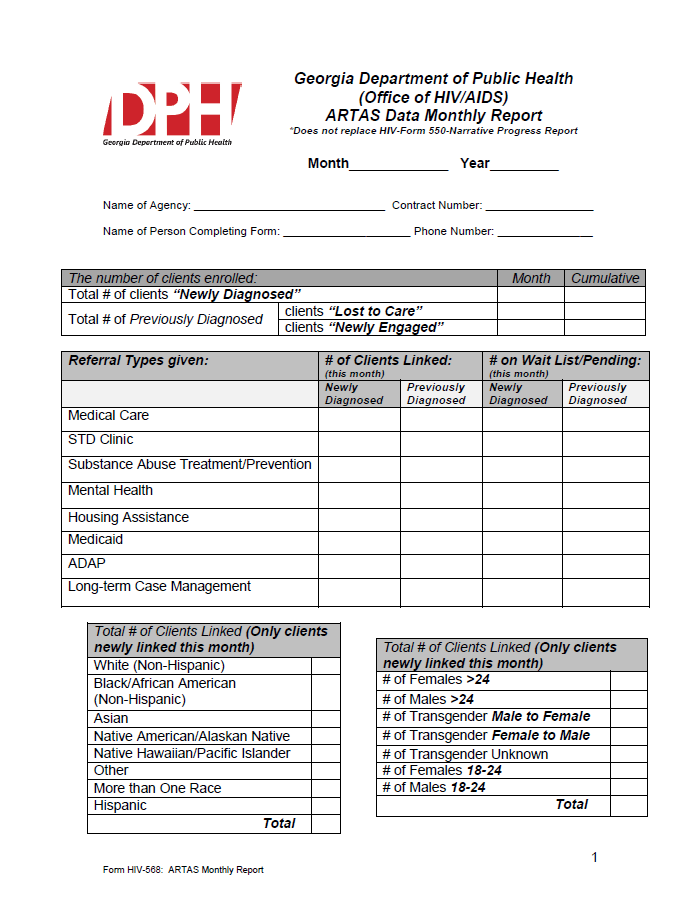 DPH
Georgia Department of Public Health
Georgia Department of Public Health
(Office of HIV/AIDS)
ARTAS Data Monthly Report
*Does not replace HIV-Form 550-Narrative Progress Report
Month_____________ Year_________
Name of Agency: ______________________________ Contract Number: _________________
Name of Person Completing Form: ____________________ Phone Number: _______________
The number of clients enrolled: Month Cumulative
Total # of clients “Newly Diagnosed”
Total # of Previously Diagnosed clients “Lost to Care”
clients “Newly Engaged”
Referral Types given: # of Clients Linked: # on Wait List/Pending:
(this month) (this month)
Newly Previously Newly Previously
Diagnosed Diagnosed Diagnosed Diagnosed
Medical Care
STD Clinic
Substance Abuse Treatment/Prevention
Mental Health
Housing Assistance
Medicaid
ADAP
Long-term Case Management
Total # of Clients Linked (Only clients
newly linked this month)
White (Non-Hispanic)
Black/African American
(Non-Hispanic)
Asian
Native American/Alaskan Native
Native Hawaiian/Pacific Islander
Other
More than One Race
Hispanic
Total
Total # of Clients Linked (Only clients
newly linked this month)
# of Females >24
# of Males >24
# of Transgender Male to Female
# of Transgender Female to Male
# of Transgender Unknown
# of Females 18-24
# of Males 18-24
Total
1
Form HIV-568: ARTAS Monthly Report